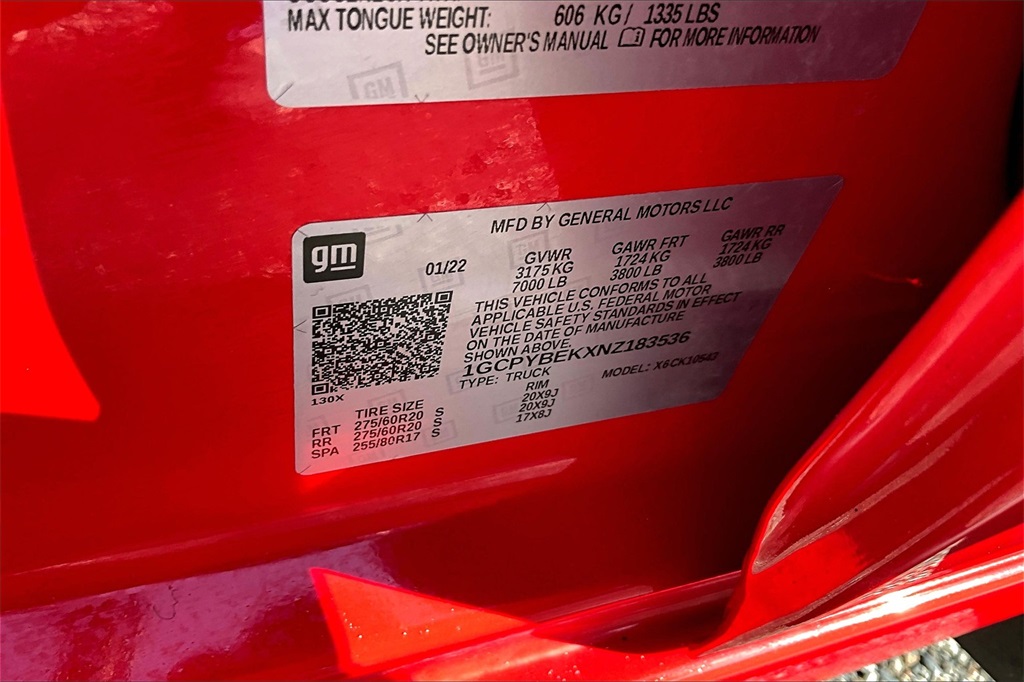 MAX TONGUE WEIGHT: 606 KG / 1335 LBS
SEE OWNER'S MANUAL FOR MORE INFORMATION
GM GM
MFD BY GENERAL MOTORS LLC
gm
01/22
GVWR GAWR FRT GAWR RR
3175 KG 1724 KG 1724 KG
7000 LB 3800 LB 3800 LB
THIS VEHICLE CONFORMS TO ALL
APPLICABLE U.S. FEDERAL MOTOR
VEHICLE SAFETY STANDARDS IN EFFECT
ON THE DATE OF MANUFACTURE
SHOWN ABOVE.
1GCPYBEKXNZ183536
TYPE: TRUCK MODEL: X6CK10543
130X
TIRE SIZE RIM
FRT 275/60R20 S 20X9J
RR 275/60R20 S 20X9J
SPA 255/80R17 S 17X8J